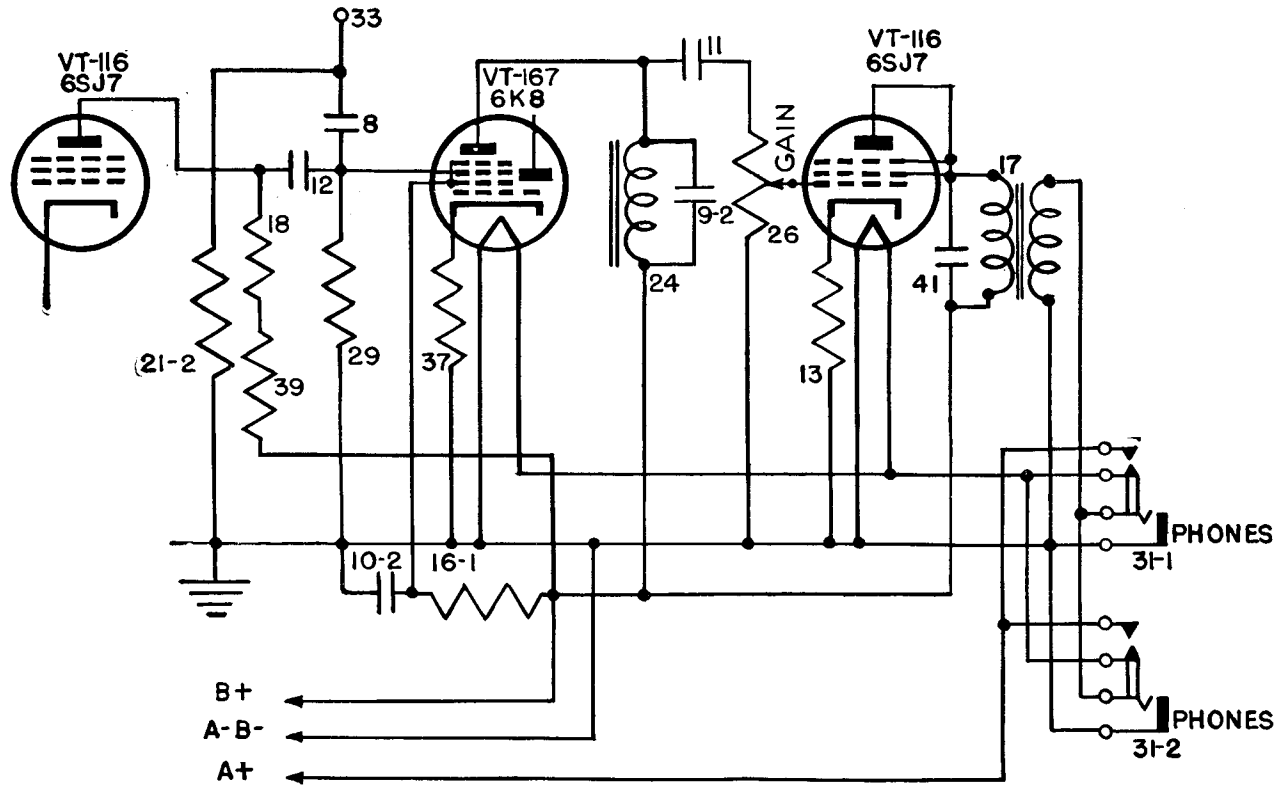 33
VT-116
6SJ7
8
12
18
21-2
39
29
VT-167
6K8
37
11
9-2
24
GAIN
26
VT-116
6SJ7
13
17
41
10-2
16-1
PHONES
31-1
PHONES
31-2
B+
A-B-
A+